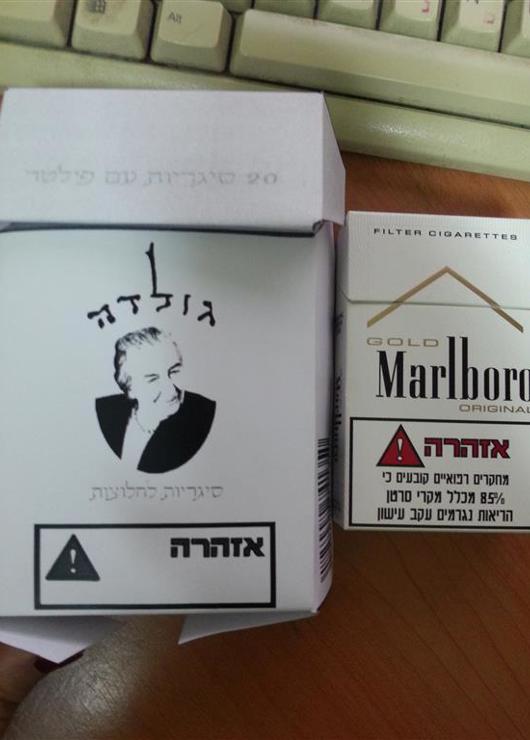 Alt
20 סיגריות עם פילטר
גולדה
סיגריות לחלוצות
אזהרה
FILTER CIGARETTES
GOLD
Marlboro
ORIGINAL
אזהרה
מחקרים רפואיים קובעים כי
85% מכלל מקרי סרטן
הריאות נגרמים עקב עישון